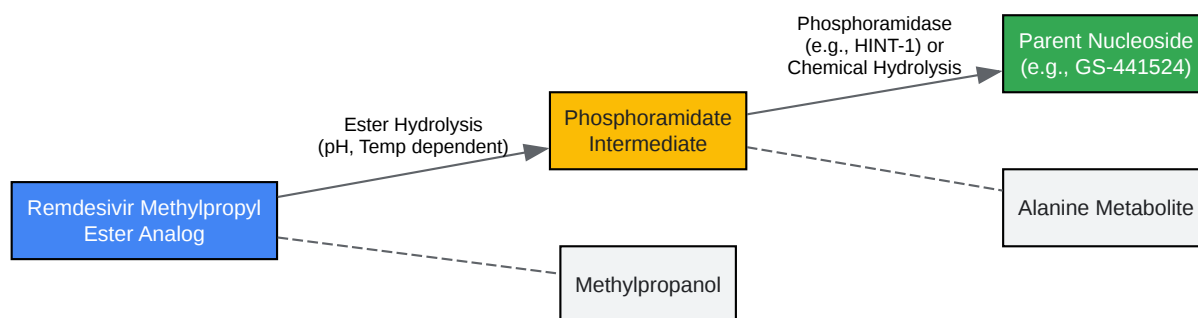 Phosphoramidase
(e.g., HINT-1) or
Chemical Hydrolysis
Parent Nucleoside
(e.g., GS-441524)
Ester Hydrolysis
(pH, Temp dependent)
Phosphoramidate
Intermediate
Remdesivir Methylpropyl
Ester Analog
Alanine Metabolite
Methylpropanol